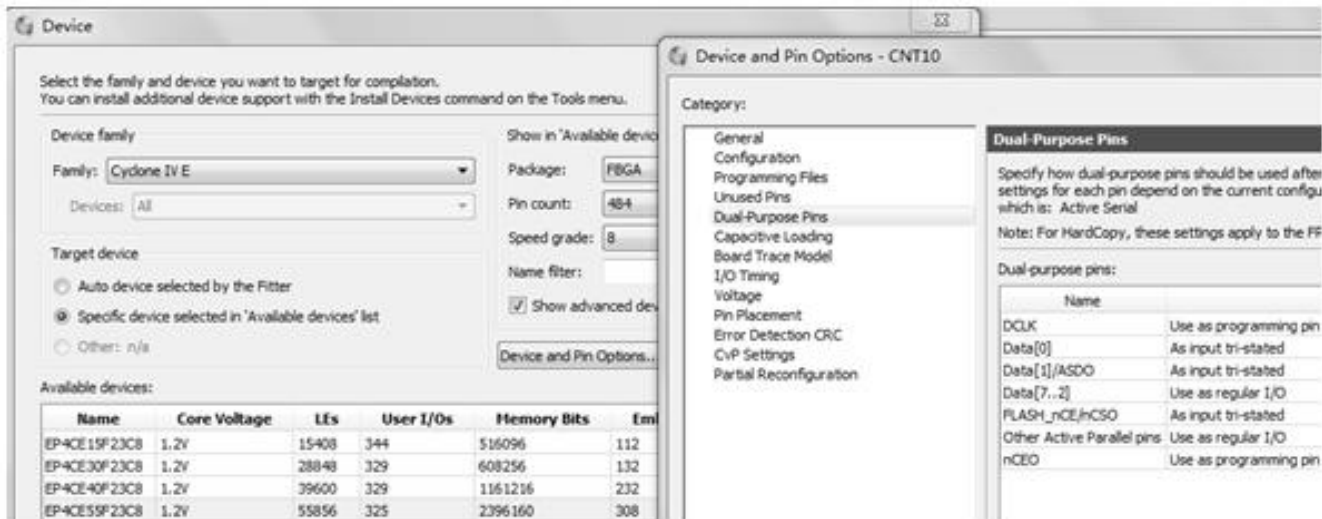 Device
Select the family and device you want to target for compilation.
You can install additional device support with the Install Devices command on the Tools menu.
Device family
Family: Cyclone IV E
Devices: All
Target device
Auto device selected by the Fitter
Specific device selected in 'Available devices' list
Other: n/a
Show in 'Available devic
Package: FBGA
Pin count: 484
Speed grade: 8
Name filter:
Show advanced dev
Device and Pin Options...
Available devices:
Name Core Voltage LEs User I/Os Memory Bits Eml
EP4CE15F23C8 1.2V 15408 344 516096 112
EP4CE30F23C8 1.2V 28848 329 608256 132
EP4CE40F23C8 1.2V 39600 329 1161216 232
EP4CE55F23C8 1.2V 55856 325 2396160 308
Device and Pin Options - CNT10
Category:
General
Configuration
Programming Files
Unused Pins
Dual-Purpose Pins
Capacitive Loading
Board Trace Model
I/O Timing
Voltage
Pin Placement
Error Detection CRC
CvP Settings
Partial Reconfiguration
Dual-Purpose Pins
Specify how dual-purpose pins should be used after
settings for each pin depend on the current configu
which is: Active Serial
Note: For HardCopy, these settings apply to the FP
Dual-purpose pins:
Name
DCLK Use as programming pin
Data[0] As input tri-stated
Data[1]/ASDO As input tri-stated
Data[7..2] Use as regular I/O
FLASH_nCE/nCSO As input tri-stated
Other Active Parallel pins Use as regular I/O
nCEO Use as programming pin